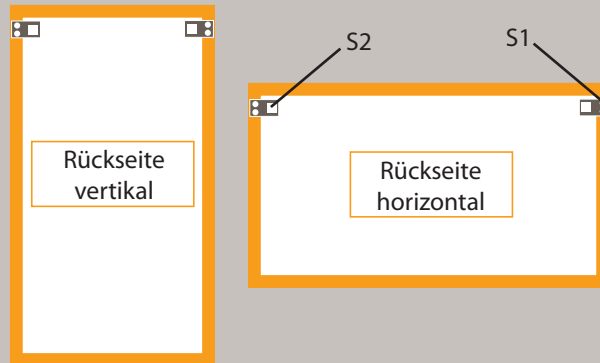 S2
S1
Rückseite
vertikal
Rückseite
horizontal